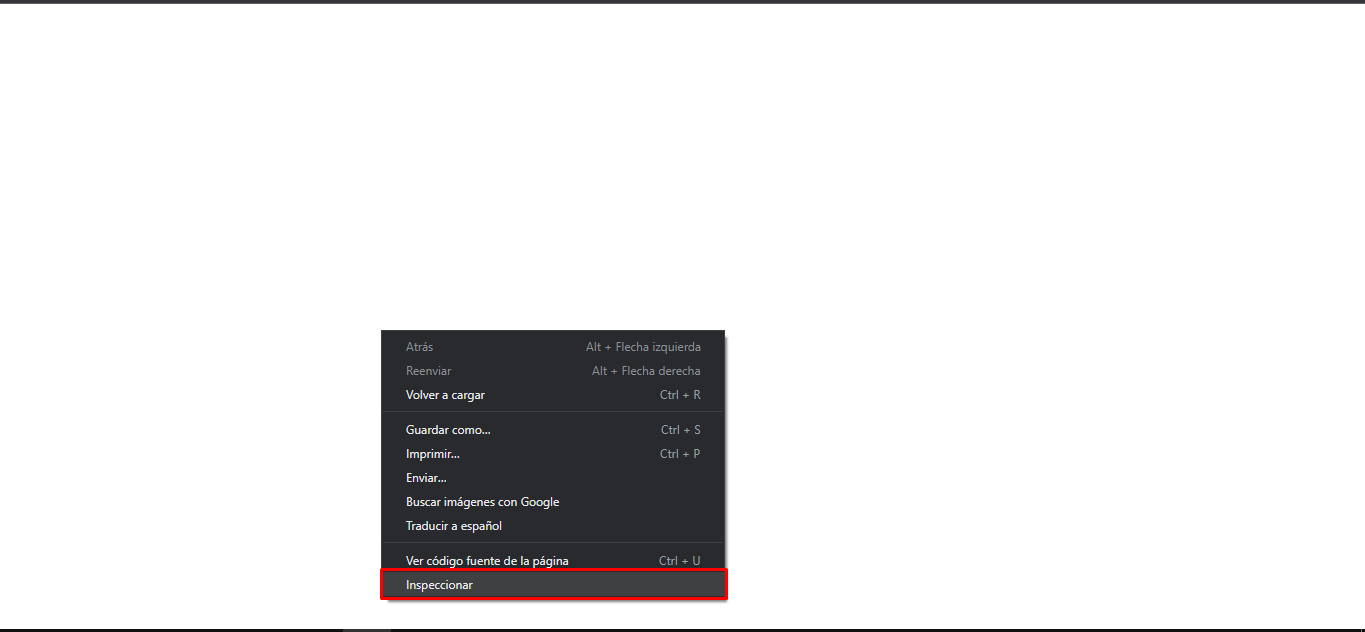 Atrás Alt + Flecha izquierda
Reenviar Alt + Flecha derecha
Volver a cargar Ctrl + R
Guardar como... Ctrl + S
Imprimir... Ctrl + P
Enviar...
Buscar imágenes con Google
Traducir a español
Ver código fuente de la página Ctrl + U
Inspeccionar